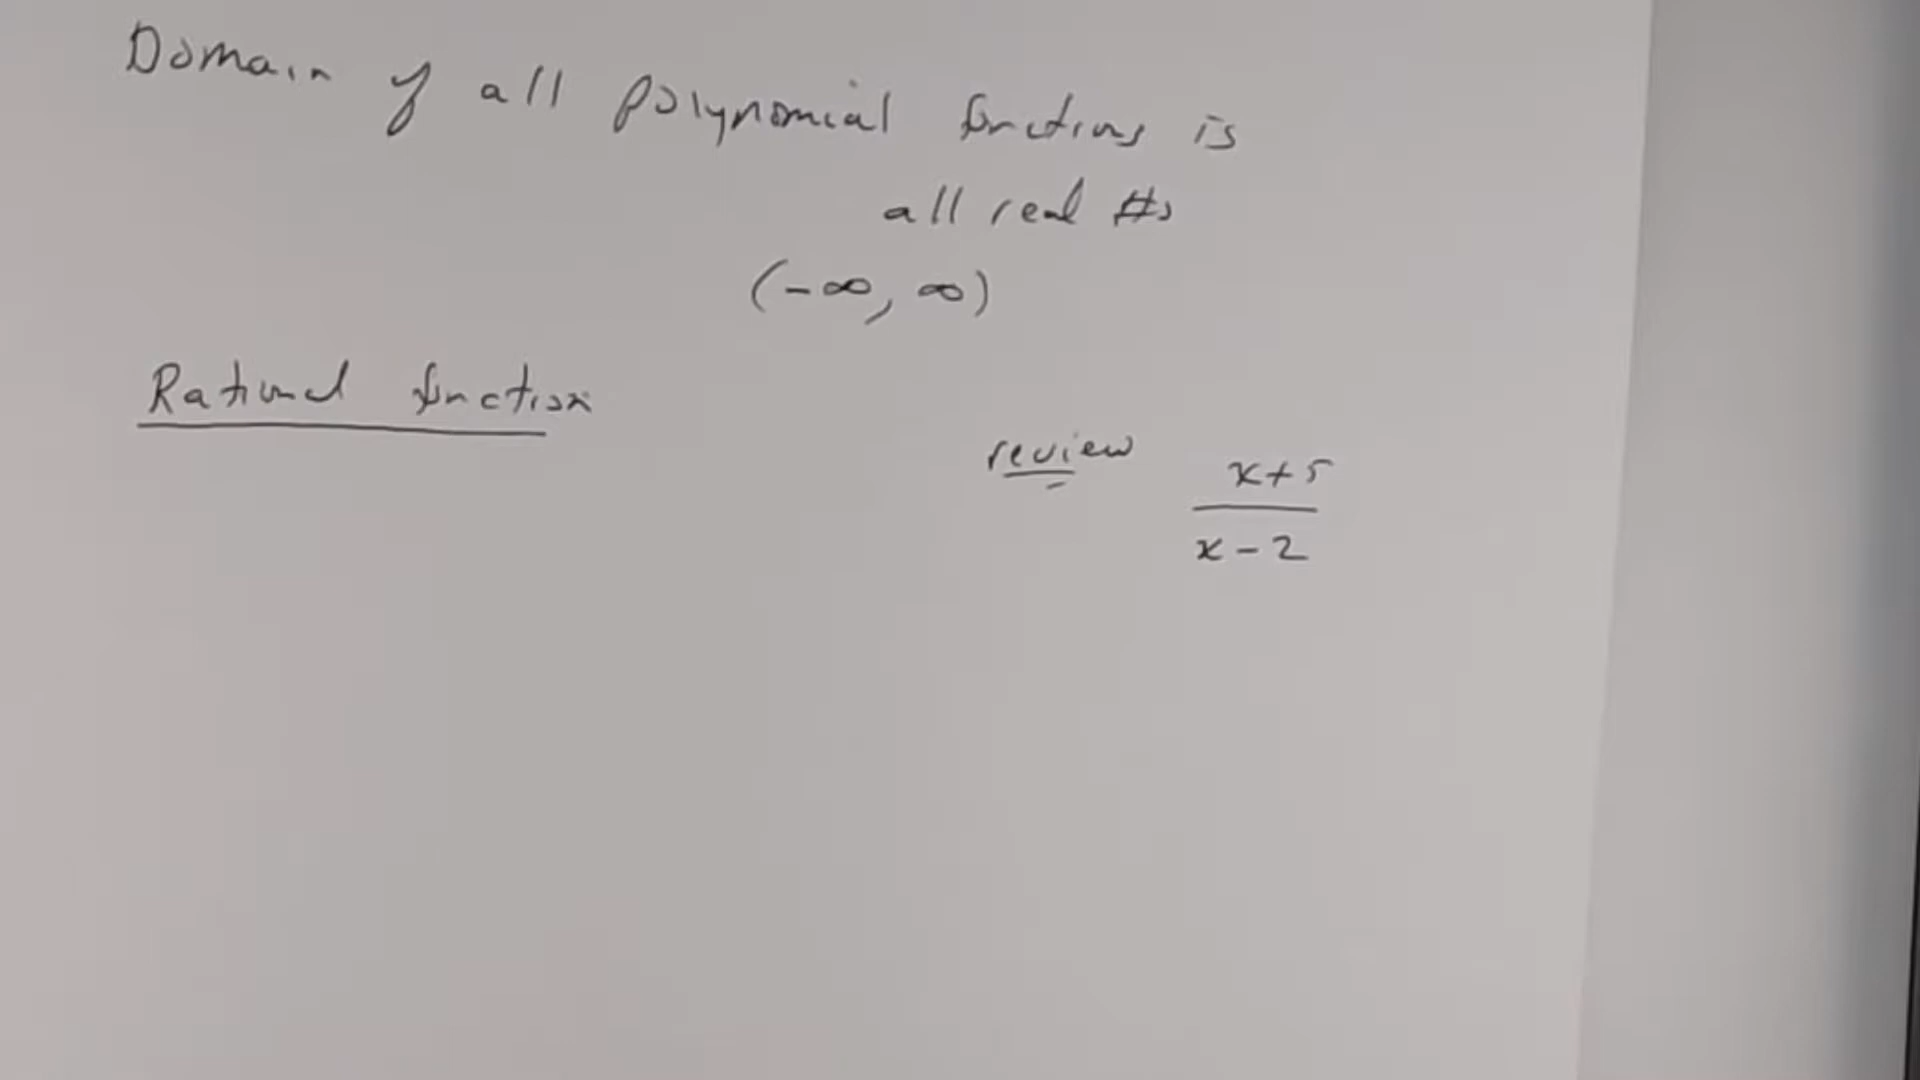 Domain of all polynomial functions is
all real #s
(-∞, ∞)
Rational function
review
x+5
x-2